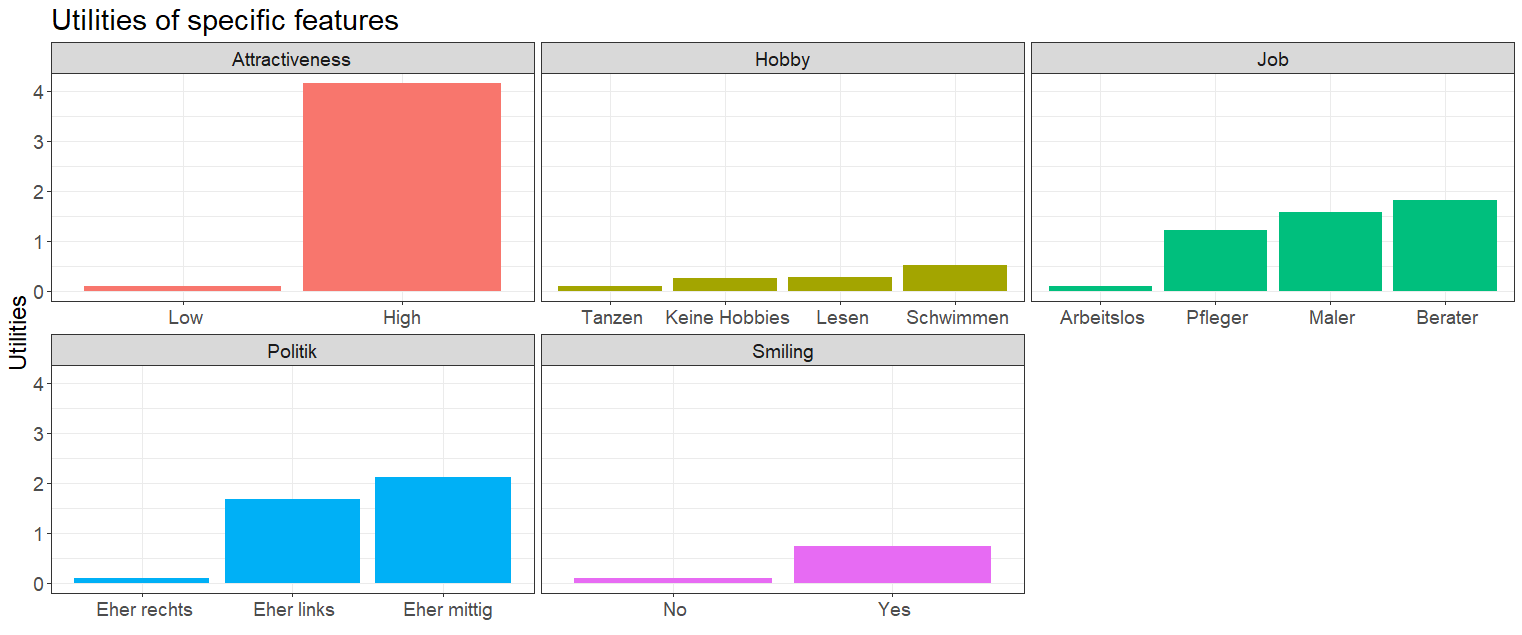 Utilities of specific features
Attractiveness
Hobby
Job
4
3
2
1
0
Low
High
Tanzen
Keine Hobbies
Lesen
Schwimmen
Arbeitslos
Pfleger
Maler
Berater
Utilities
Politik
Smiling
4
3
2
1
0
Eher rechts
Eher links
Eher mittig
No
Yes